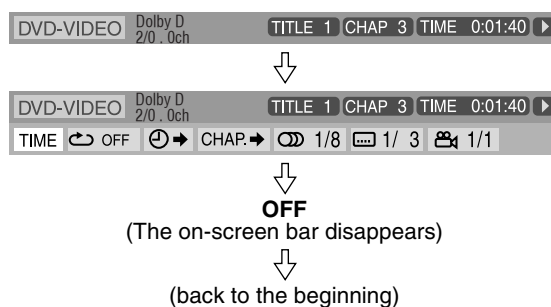 DVD-VIDEO Dolby D 2/0 . 0ch TITLE 1 CHAP 3 TIME 0:01:40
DVD-VIDEO Dolby D 2/0 . 0ch TITLE 1 CHAP 3 TIME 0:01:40
TIME OFF CHAP. 1/8 1/ 3 1/1
OFF
(The on-screen bar disappears)
(back to the beginning)